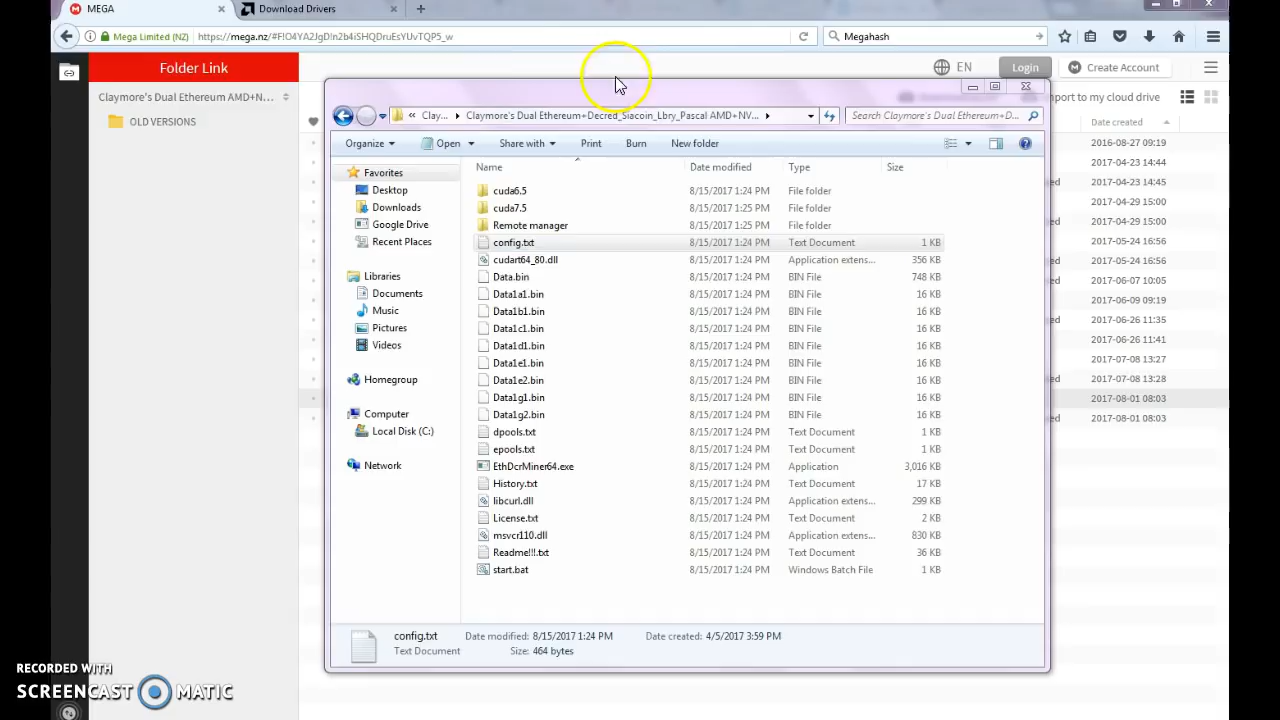 MEGA
Download Drivers
Mega Limited (NZ)
https://mega.nz/#F!O4YA2JgD!n2b4iSHQDruEsYUvTQP5_w
Megahash
Folder Link
EN
Login
Create Account
Claymore's Dual Ethereum AMD+N...
OLD VERSIONS
mport to my cloud drive
Date created
« Clay...
Claymore's Dual Ethereum+Decred_Siacoin_Lbry_Pascal AMD+NV...
Search Claymore's Dual Ethereum+D...
Organize
Open
Share with
Print
Burn
New folder
Favorites
Desktop
Downloads
Google Drive
Recent Places
Libraries
Documents
Music
Pictures
Videos
Homegroup
Computer
Local Disk (C:)
Network
Name Date modified Type Size
cuda6.5 8/15/2017 1:24 PM File folder
cuda7.5 8/15/2017 1:25 PM File folder
Remote manager 8/15/2017 1:25 PM File folder
config.txt 8/15/2017 1:24 PM Text Document 1 KB
cudart64_80.dll 8/15/2017 1:24 PM Application extens... 356 KB
Data.bin 8/15/2017 1:24 PM BIN File 748 KB
Data1a1.bin 8/15/2017 1:24 PM BIN File 16 KB
Data1b1.bin 8/15/2017 1:24 PM BIN File 16 KB
Data1c1.bin 8/15/2017 1:24 PM BIN File 16 KB
Data1d1.bin 8/15/2017 1:24 PM BIN File 16 KB
Data1e1.bin 8/15/2017 1:24 PM BIN File 16 KB
Data1e2.bin 8/15/2017 1:24 PM BIN File 16 KB
Data1g1.bin 8/15/2017 1:24 PM BIN File 16 KB
Data1g2.bin 8/15/2017 1:24 PM BIN File 16 KB
dpools.txt 8/15/2017 1:24 PM Text Document 1 KB
epools.txt 8/15/2017 1:24 PM Text Document 1 KB
EthDcrMiner64.exe 8/15/2017 1:24 PM Application 3,016 KB
History.txt 8/15/2017 1:24 PM Text Document 17 KB
libcurl.dll 8/15/2017 1:24 PM Application extens... 299 KB
License.txt 8/15/2017 1:24 PM Text Document 2 KB
msvcr110.dll 8/15/2017 1:24 PM Application extens... 830 KB
Readme!!!.txt 8/15/2017 1:24 PM Text Document 36 KB
start.bat 8/15/2017 1:24 PM Windows Batch File 1 KB
config.txt Date modified: 8/15/2017 1:24 PM Date created: 4/5/2017 3:59 PM
Text Document Size: 464 bytes
2016-08-27 09:19
2017-04-23 14:44
ed 2017-04-23 14:45
2017-04-29 15:00
ed 2017-04-29 15:00
2017-05-24 16:56
ed 2017-05-24 16:56
ed 2017-06-07 10:05
2017-06-09 09:19
ed 2017-06-26 11:35
2017-06-26 11:41
2017-07-08 13:27
ed 2017-07-08 13:28
2017-08-01 08:03
ed 2017-08-01 08:03
RECORDED WITH
SCREENCAST MATIC